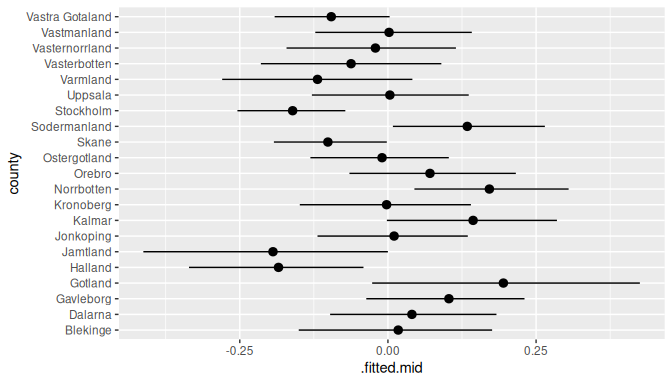 Vastra Gotaland
Vastmanland
Vasternorrland
Vasterbotten
Varmland
Uppsala
Stockholm
Sodermanland
Skane
Ostergotland
Orebro
Norrbotten
Kronoberg
Kalmar
Jonkoping
Jamtland
Halland
Gotland
Gavleborg
Dalarna
Blekinge
county
-0.25 0.00 0.25
.fitted.mid